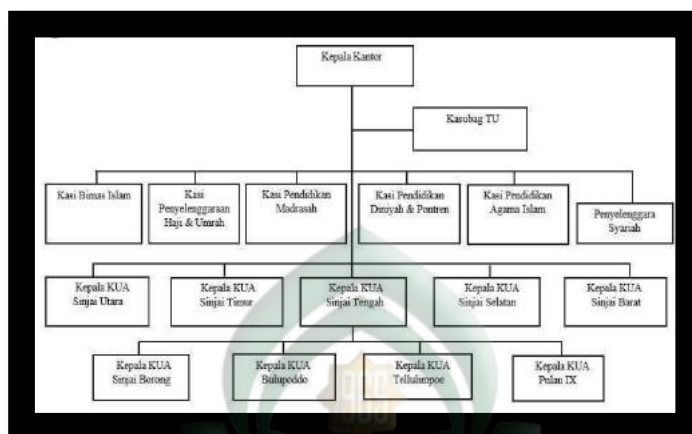 Kepala Kantor
Kasubag TU
Kasi Bimas Islam
Kasi
Penyelenggaraan
Haji & Umrah
Kasi Pendidikan
Madrasah
Kasi Pendidikan
Diniyah & Pontren
Kasi Pendidikan
Agama Islam
Penyelenggara
Syariah
Kepala KUA
Sinjai Utara
Kepala KUA
Sinjai Timur
Kepala KUA
Sinjai Tengah
Kepala KUA
Sinjai Selatan
Kepala KUA
Sinjai Barat
Kepala KUA
Sinjai Borong
Kepala KUA
Bulupoddo
Kepala KUA
Tellulimpoe
Kepala KUA
Pulau IX